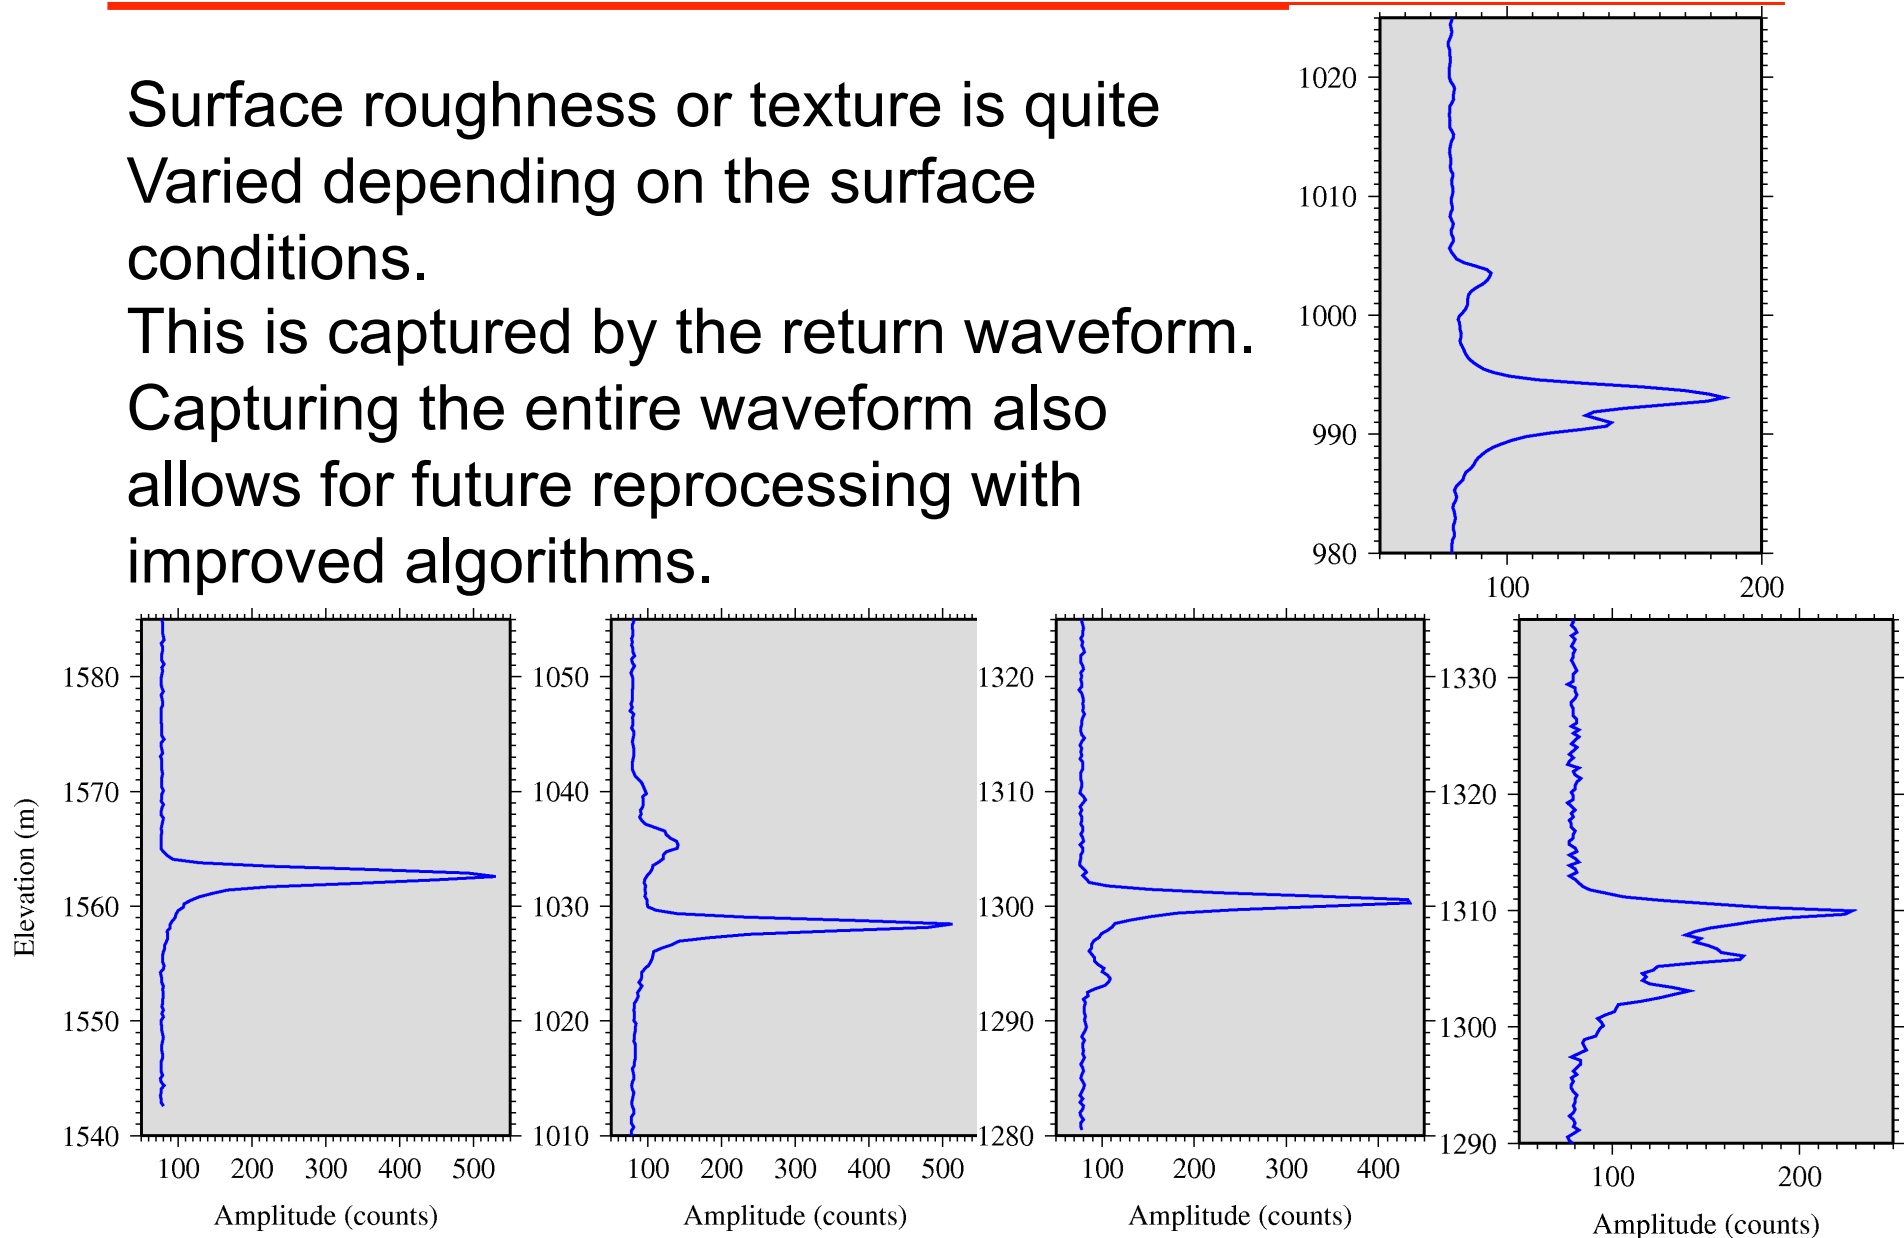 Surface roughness or texture is quite
Varied depending on the surface
conditions.
This is captured by the return waveform.
Capturing the entire waveform also
allows for future reprocessing with
improved algorithms.
1020
1010
1000
990
980
100 200
Elevation (m)
1580
1570
1560
1550
1540
100 200 300 400 500
Amplitude (counts)
1050
1040
1030
1020
1010
100 200 300 400 500
Amplitude (counts)
1320
1310
1300
1290
1280
100 200 300 400
Amplitude (counts)
1330
1320
1310
1300
1290
100 200
Amplitude (counts)